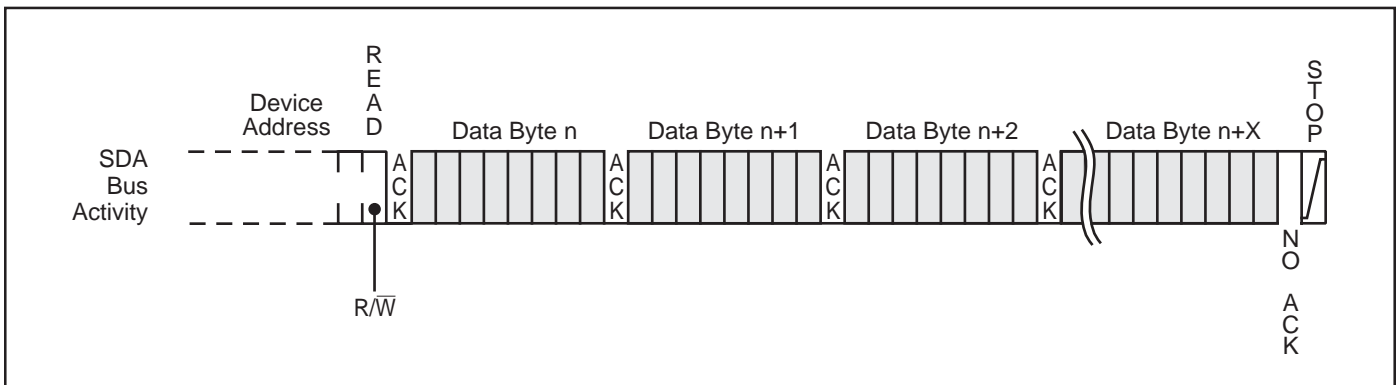 READ
STOP
Device
Address
Data Byte n
Data Byte n+1
Data Byte n+2
Data Byte n+X
SDA
Bus
Activity
ACK
ACK
ACK
ACK
R/W̅
NO ACK